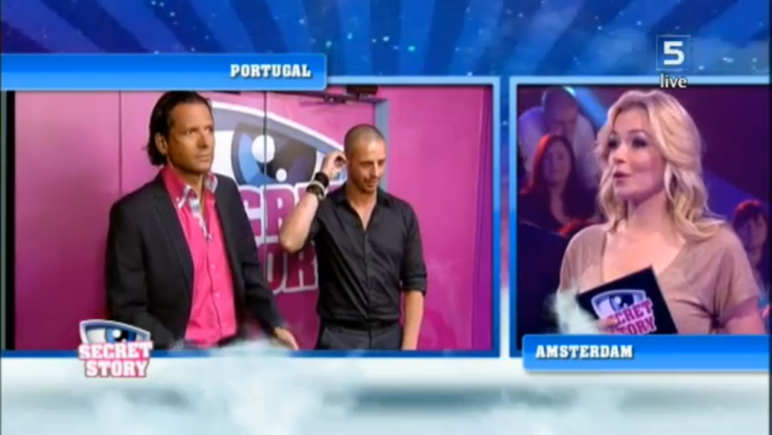 5
live
PORTUGAL
SECRET
STORY
SECRET
STORY
SECRET
STORY
AMSTERDAM